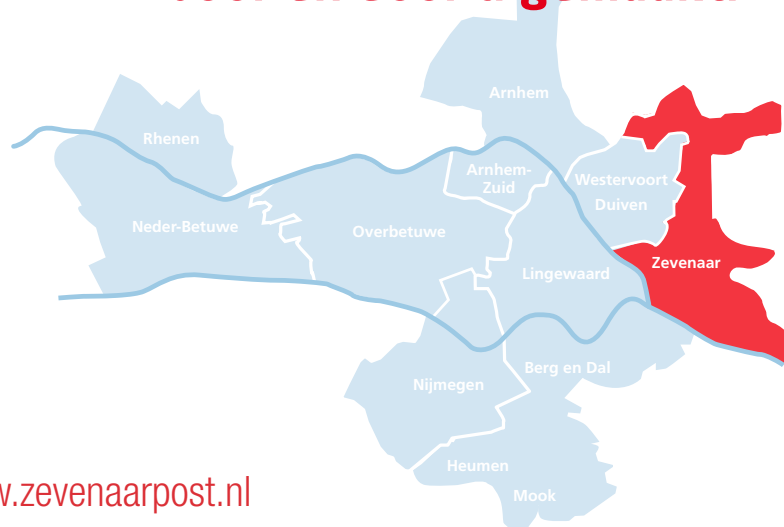 Arnhem
Rhenen
Arnhem-
Zuid
Westervoort
Duiven
Neder-Betuwe
Overbetuwe
Zevenaar
Lingewaard
Berg en Dal
Nijmegen
Heumen
Mook
w.zevenaarpost.nl